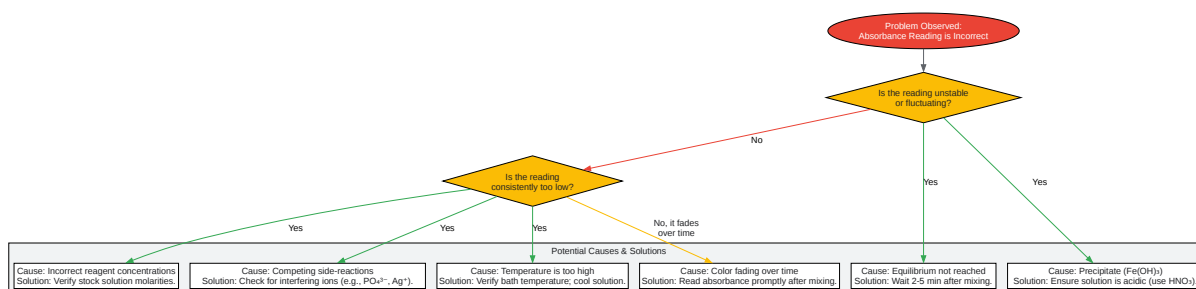 Problem Observed:
Absorbance Reading is Incorrect
Is the reading unstable
or fluctuating?
No
Is the reading
consistently too low?
Yes
Yes
Yes
Yes
Yes
No, it fades
over time
Potential Causes & Solutions
Cause: Incorrect reagent concentrations
Solution: Verify stock solution molarities.
Cause: Competing side-reactions
Solution: Check for interfering ions (e.g., PO₄³⁻, Ag⁺).
Cause: Temperature is too high
Solution: Verify bath temperature; cool solution.
Cause: Color fading over time
Solution: Read absorbance promptly after mixing.
Cause: Equilibrium not reached
Solution: Wait 2-5 min after mixing.
Cause: Precipitate (Fe(OH)₃)
Solution: Ensure solution is acidic (use HNO₃).